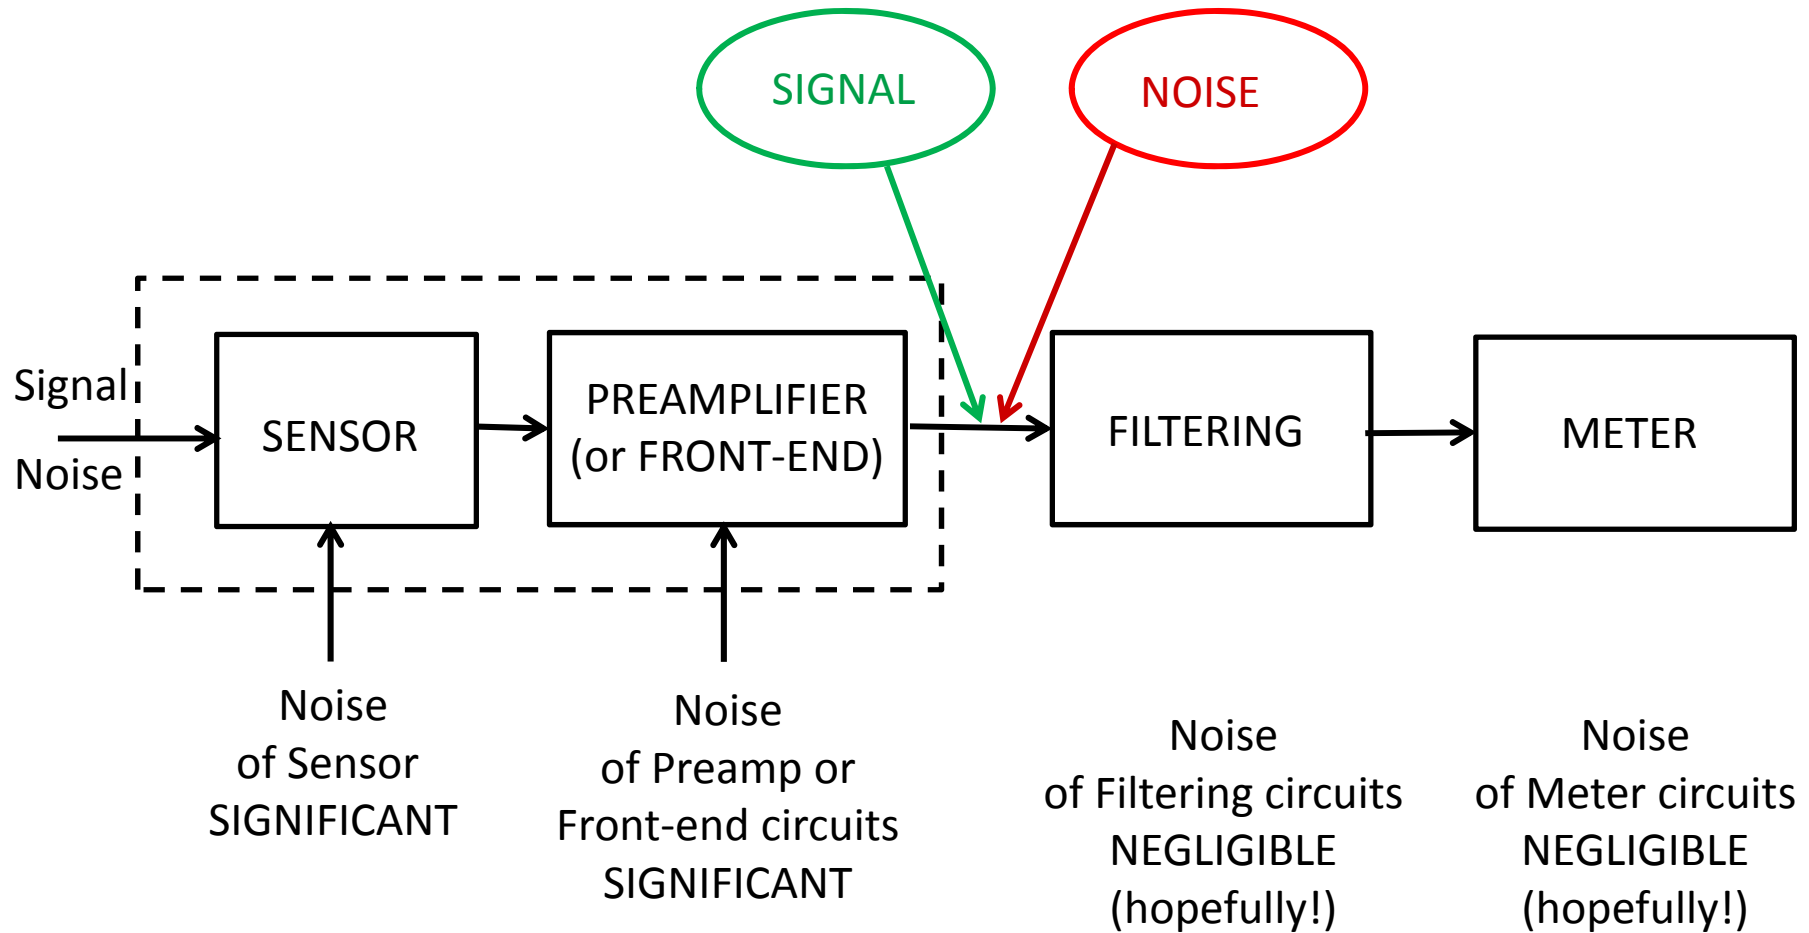 SIGNAL
NOISE
Signal
Noise
SENSOR
PREAMPLIFIER
(or FRONT-END)
FILTERING
METER
Noise
of Sensor
SIGNIFICANT
Noise
of Preamp or
Front-end circuits
SIGNIFICANT
Noise
of Filtering circuits
NEGLIGIBLE
(hopefully!)
Noise
of Meter circuits
NEGLIGIBLE
(hopefully!)